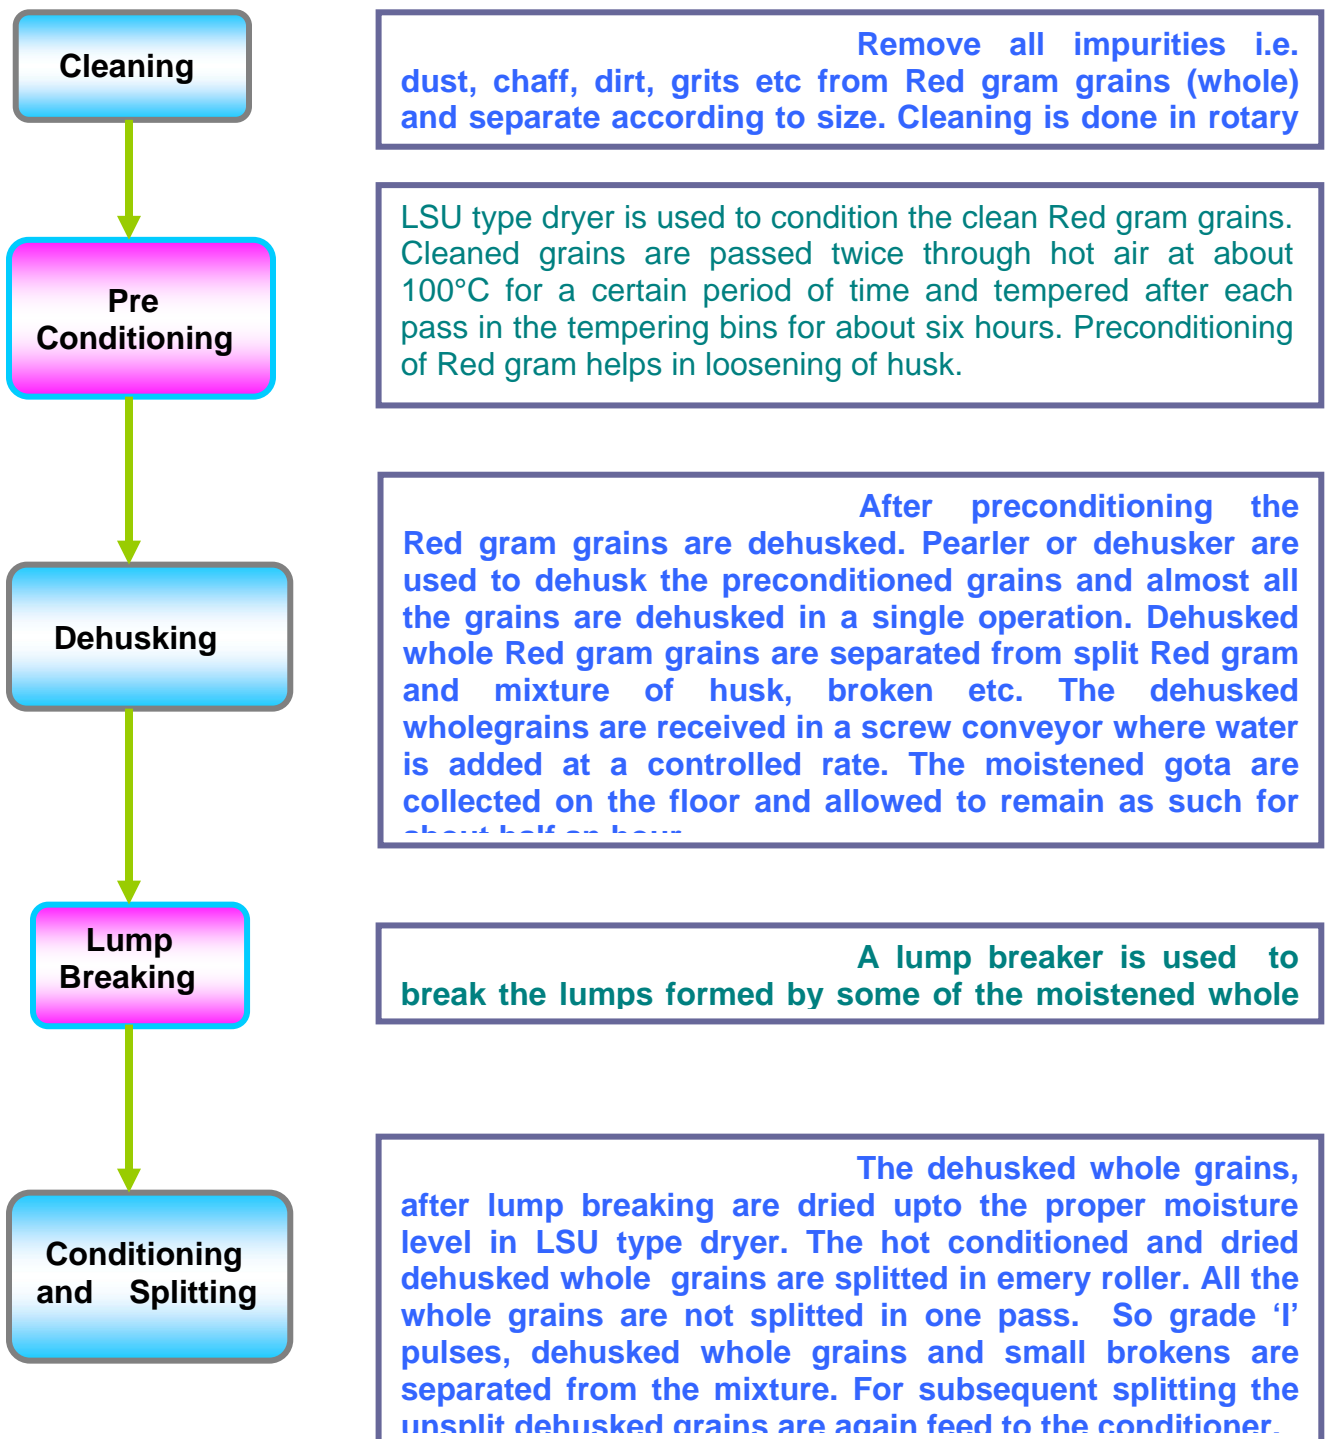 Cleaning
Remove all impurities i.e.
dust, chaff, dirt, grits etc from Red gram grains (whole)
and separate according to size. Cleaning is done in rotary
Pre
Conditioning
LSU type dryer is used to condition the clean Red gram grains.
Cleaned grains are passed twice through hot air at about
100°C for a certain period of time and tempered after each
pass in the tempering bins for about six hours. Preconditioning
of Red gram helps in loosening of husk.
Dehusking
After preconditioning the
Red gram grains are dehusked. Pearler or dehusker are
used to dehusk the preconditioned grains and almost all
the grains are dehusked in a single operation. Dehusked
whole Red gram grains are separated from split Red gram
and mixture of husk, broken etc. The dehusked
wholegrains are received in a screw conveyor where water
is added at a controlled rate. The moistened gota are
collected on the floor and allowed to remain as such for
about half an hour
Lump
Breaking
A lump breaker is used to
break the lumps formed by some of the moistened whole
Conditioning
and Splitting
The dehusked whole grains,
after lump breaking are dried upto the proper moisture
level in LSU type dryer. The hot conditioned and dried
dehusked whole grains are splitted in emery roller. All the
whole grains are not splitted in one pass. So grade ‘I’
pulses, dehusked whole grains and small brokens are
separated from the mixture. For subsequent splitting the
unsplit dehusked grains are again feed to the conditioner.